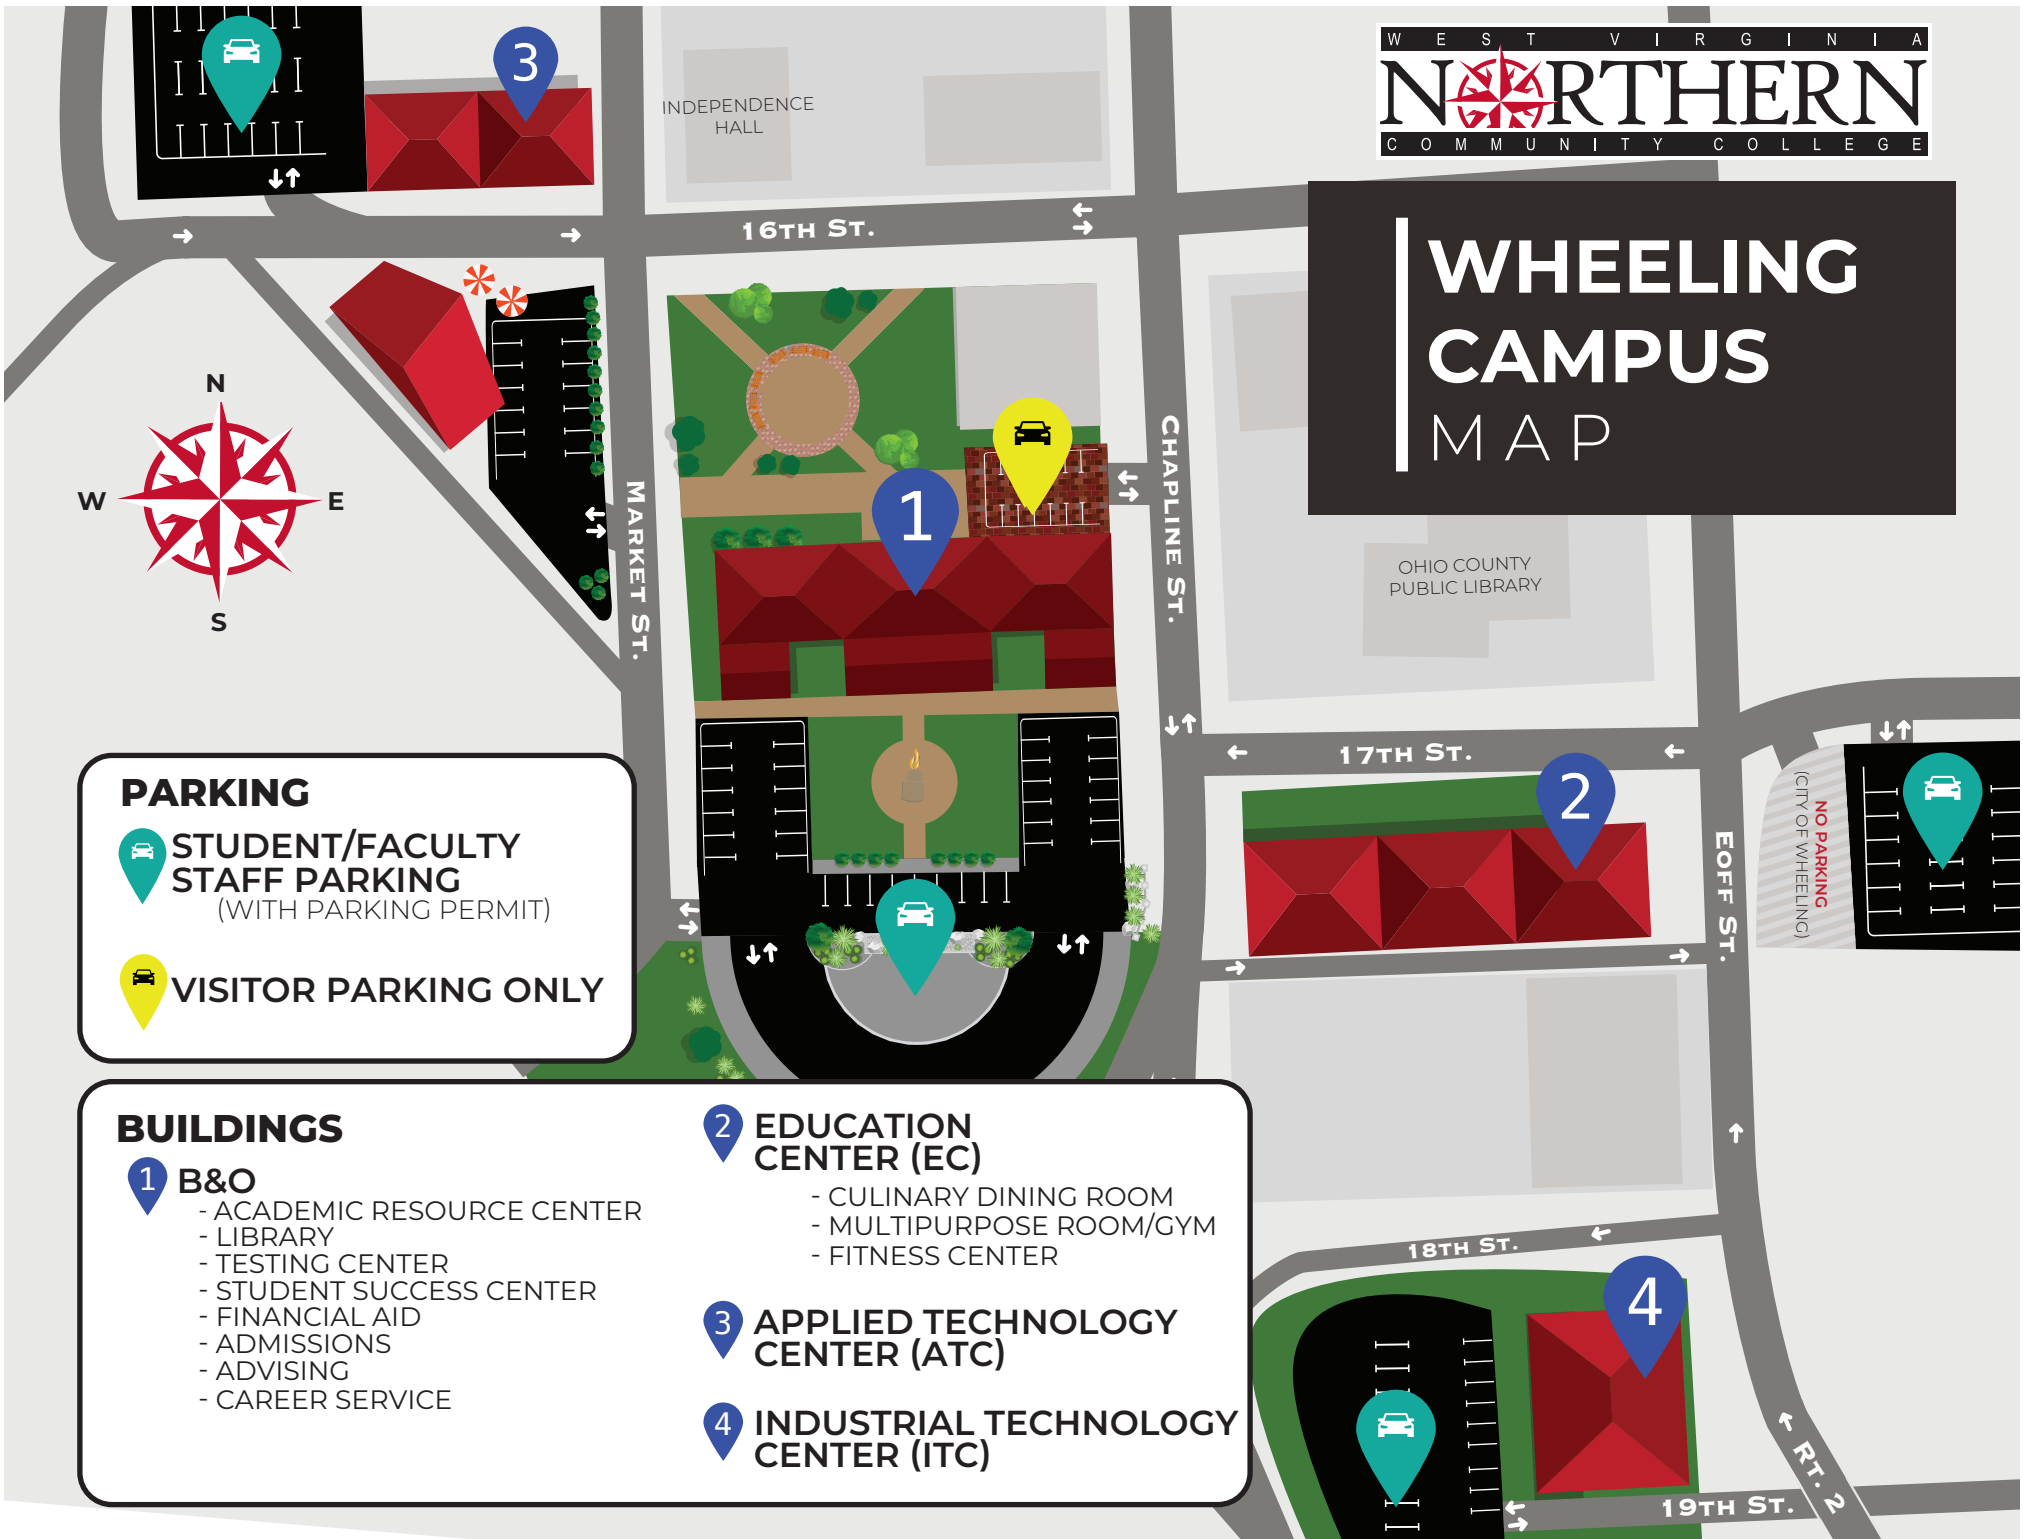 WEST VIRGINIA
NORTHERN
COMMUNITY COLLEGE
WHEELING
CAMPUS
MAP
3
INDEPENDENCE
HALL
16TH ST.
N
W
E
S
MARKET ST.
CHAPLINE ST.
1
OHIO COUNTY
PUBLIC LIBRARY
17TH ST.
2
EOFF ST.
NO PARKING
(CITY OF WHEELING)
18TH ST.
4
RT. 2
19TH ST.
PARKING
STUDENT/FACULTY
STAFF PARKING
(WITH PARKING PERMIT)
VISITOR PARKING ONLY
BUILDINGS
1 B&O
- ACADEMIC RESOURCE CENTER
- LIBRARY
- TESTING CENTER
- STUDENT SUCCESS CENTER
- FINANCIAL AID
- ADMISSIONS
- ADVISING
- CAREER SERVICE
2 EDUCATION
CENTER (EC)
- CULINARY DINING ROOM
- MULTIPURPOSE ROOM/GYM
- FITNESS CENTER
3 APPLIED TECHNOLOGY
CENTER (ATC)
4 INDUSTRIAL TECHNOLOGY
CENTER (ITC)